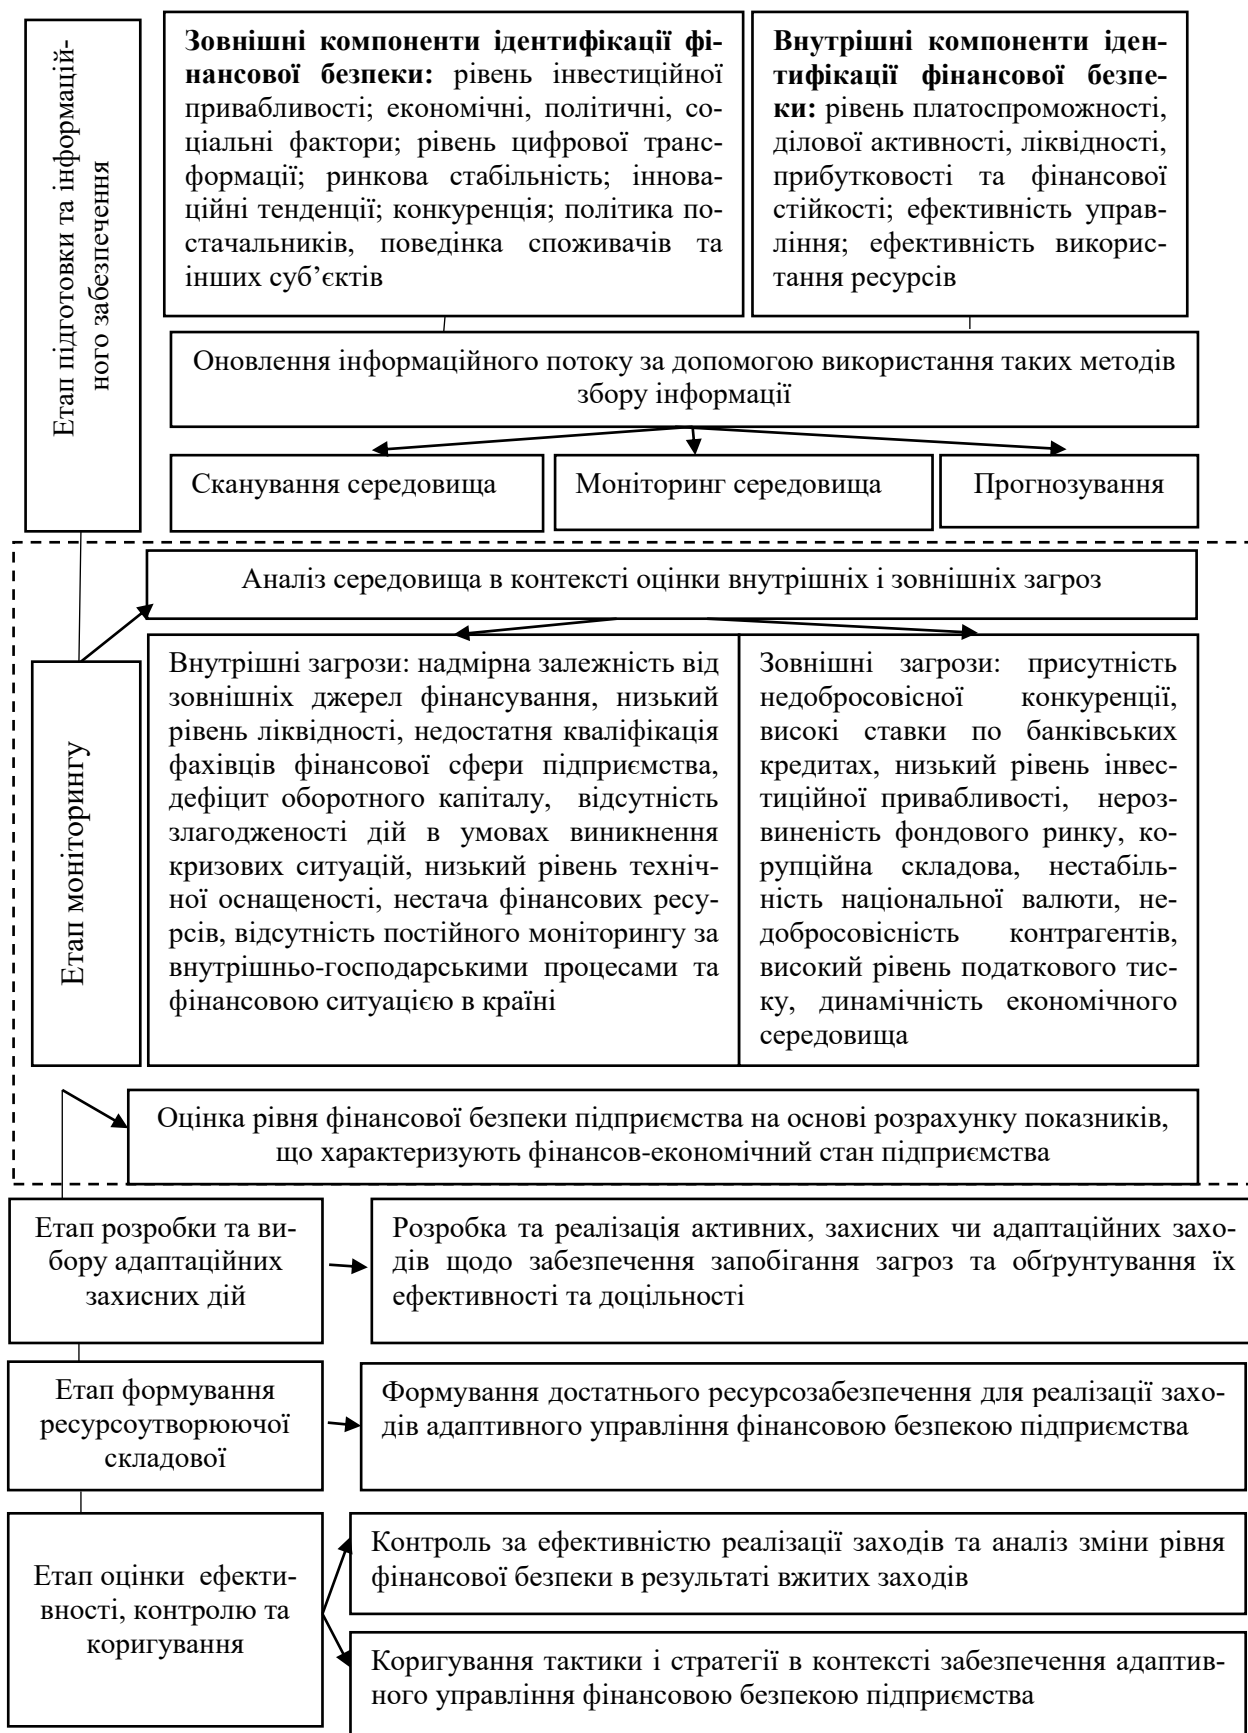 Етап підготовки та інформацій-
ного забезпечення
Зовнішні компоненти ідентифікації фі-
нансової безпеки: рівень інвестиційної
привабливості; економічні, політичні, со-
ціальні фактори; рівень цифрової транс-
формації; ринкова стабільність; іннова-
ційні тенденції; конкуренція; політика по-
стачальників, поведінка споживачів та
інших суб’єктів
Внутрішні компоненти іден-
тифікації фінансової безпе-
ки: рівень платоспроможності,
ділової активності, ліквідності,
прибутковості та фінансової
стійкості; ефективність управ-
ління; ефективність викорис-
тання ресурсів
Оновлення інформаційного потоку за допомогою використання таких методів
збору інформації
Сканування середовища
Моніторинг середовища
Прогнозування
Етап моніторингу
Аналіз середовища в контексті оцінки внутрішніх і зовнішніх загроз
Внутрішні загрози: надмірна залежність від
зовнішніх джерел фінансування, низький
рівень ліквідності, недостатня кваліфікація
фахівців фінансової сфери підприємства,
дефіцит оборотного капіталу, відсутність
злагодженості дій в умовах виникнення
кризових ситуацій, низький рівень техніч-
ної оснащеності, нестача фінансових ресу-
рсів, відсутність постійного моніторингу за
внутрішньо-господарськими процесами та
фінансовою ситуацією в країні
Зовнішні загрози: присутність
недобросовісної конкуренції,
високі ставки по банківських
кредитах, низький рівень інвес-
тиційної привабливості, нероз-
виненість фондового ринку, ко-
рупційна складова, нестабіль-
ність національної валюти, не-
добросовісність контрагентів,
високий рівень податкового тис-
ку, динамічність економічного
середовища
Оцінка рівня фінансової безпеки підприємства на основі розрахунку показників,
що характеризують фінансов-економічний стан підприємства
Етап розробки та ви-
бору адаптаційних
захисних дій
Розробка та реалізація активних, захисних чи адаптаційних захо-
дів щодо забезпечення запобігання загроз та обґрунтування їх
ефективності та доцільності
Етап формування
ресурсоутворюючої
складової
Формування достатнього ресурсозабезпечення для реалізації захо-
дів адаптивного управління фінансовою безпекою підприємства
Етап оцінки ефекти-
вності, контролю та
коригування
Контроль за ефективністю реалізації заходів та аналіз зміни рівня
фінансової безпеки в результаті вжитих заходів
Коригування тактики і стратегії в контексті забезпечення адаптив-
ного управління фінансовою безпекою підприємства